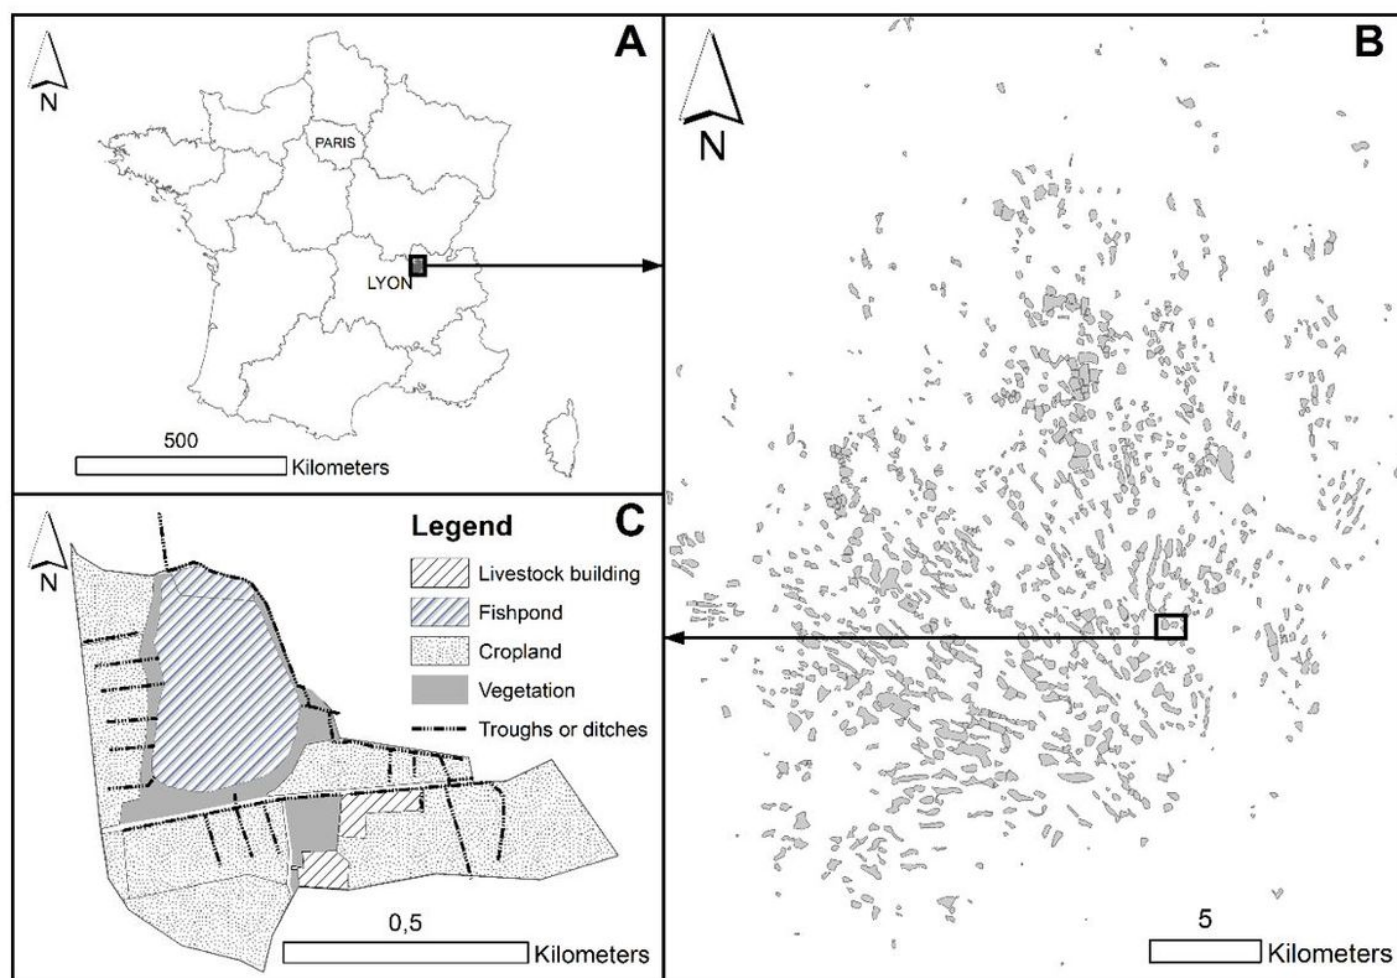 A
N
PARIS
LYON
500
Kilometers
B
N
5
Kilometers
C
N
Legend
Livestock building
Fishpond
Cropland
Vegetation
Troughs or ditches
0,5
Kilometers